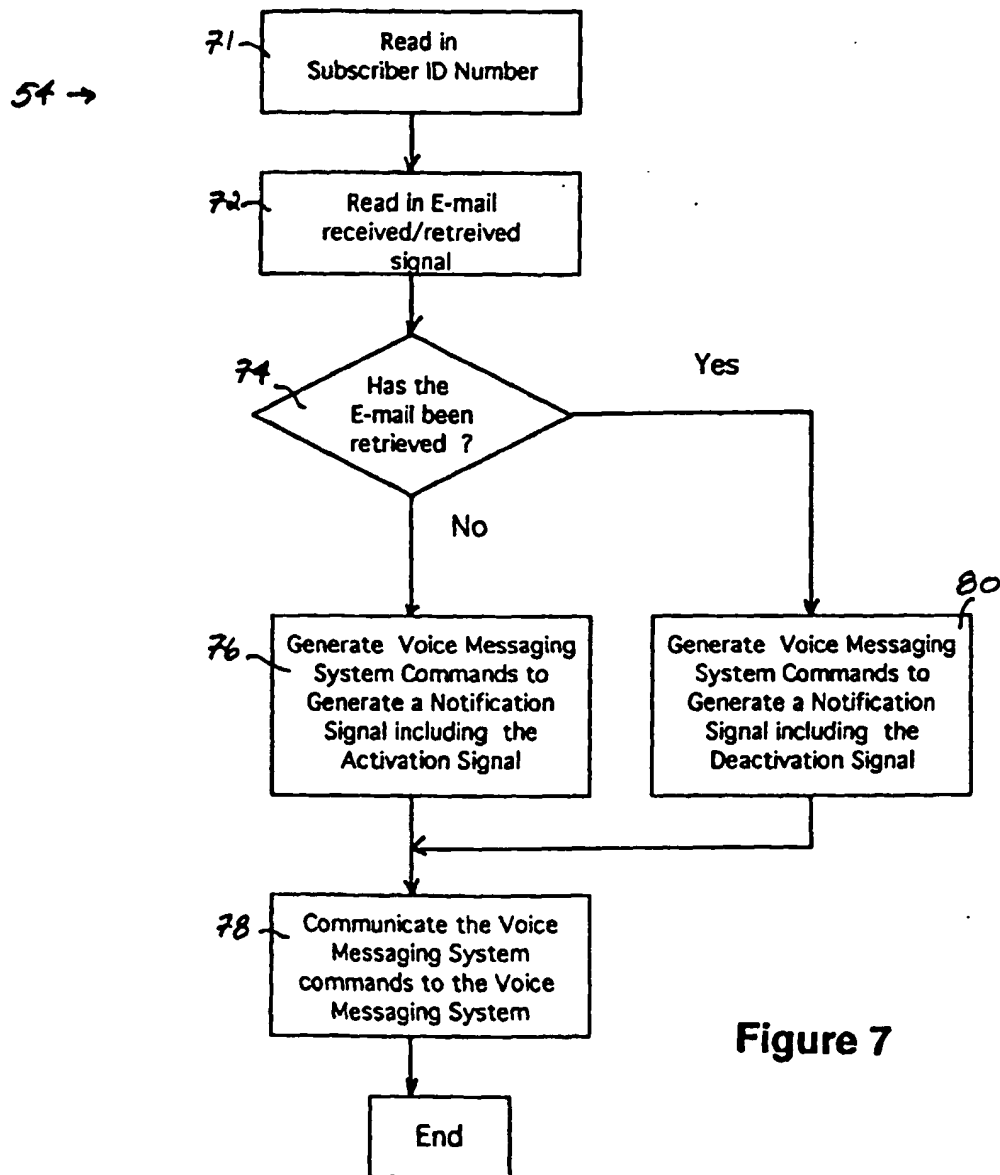 71
Read in
Subscriber ID Number
54 →
72
Read in E-mail
received/retreived
signal
74
Has the
E-mail been
retrieved ?
Yes
No
76
Generate Voice Messaging
System Commands to
Generate a Notification
Signal including the
Activation Signal
80
Generate Voice Messaging
System Commands to
Generate a Notification
Signal including the
Deactivation Signal
78
Communicate the Voice
Messaging System
commands to the Voice
Messaging System
Figure 7
End